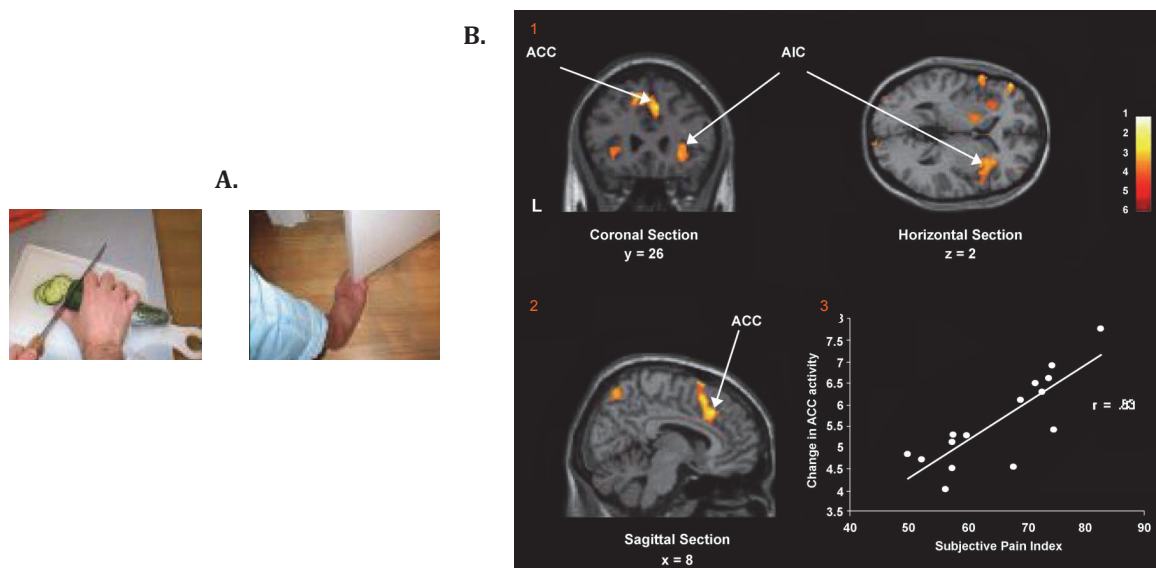 A.
B.
1
ACC
AIC
L
Coronal Section
y = 26
Horizontal Section
z = 2
1
2
3
4
5
6
2
ACC
Sagittal Section
x = 8
3
Change in ACC activity
7.5
7
6.5
6
5.5
5
4.5
4
3.5
40 50 60 70 80 90
Subjective Pain Index